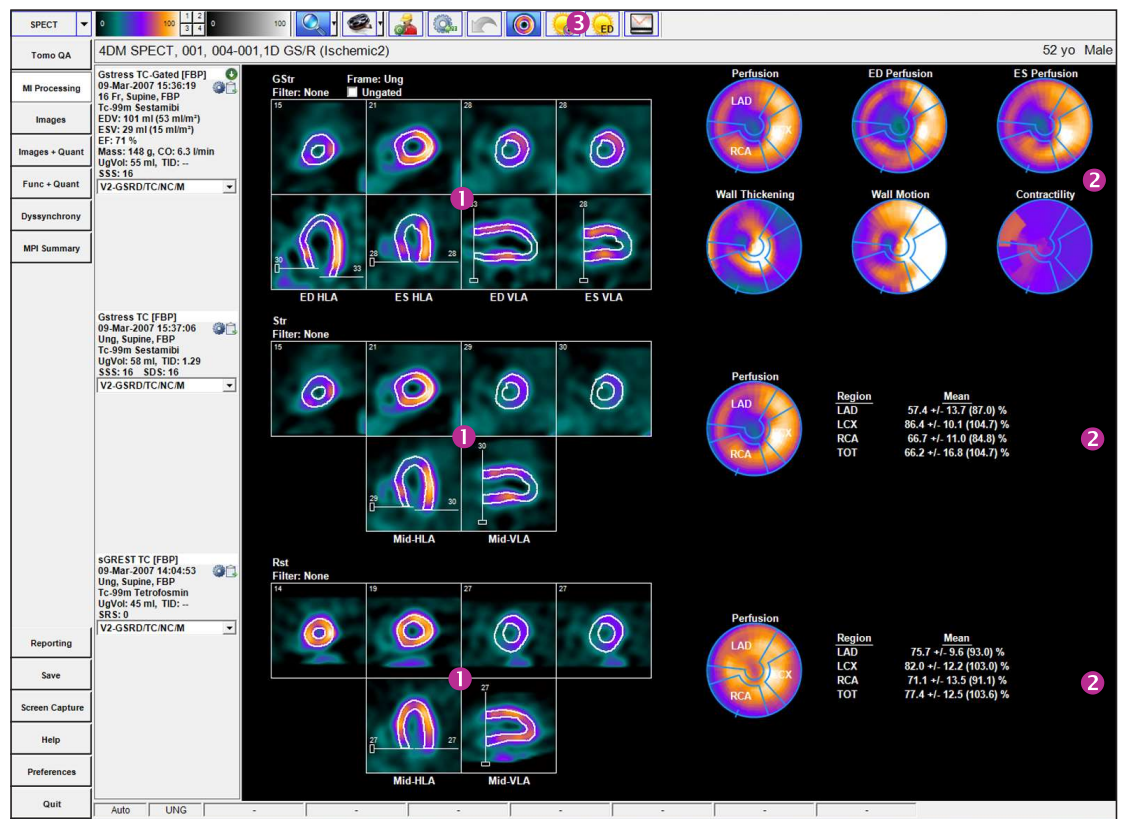 SPECT
0 100
1 2
3 4
0 100
3
ED
Tomo QA
MI Processing
Images
Images + Quant
Func + Quant
Dyssynchrony
MPI Summary
Reporting
Save
Screen Capture
Help
Preferences
Quit
4DM SPECT, 001, 004-001,1D GS/R (Ischemic2)
52 yo Male
Gstress TC-Gated [FBP]
09-Mar-2007 15:36:19
16 Fr, Supine, FBP
Tc-99m Sestamibi
EDV: 101 ml (53 ml/m²)
ESV: 29 ml (15 ml/m²)
EF: 71 %
Mass: 148 g, CO: 6.3 l/min
UgVol: 55 ml, TID: --
SSS: 16
V2-GSRD/TC/NC/M
GStr Frame: Ung
Filter: None Ungated
15 21 28 28
1
30 33 28 33 28
ED HLA ES HLA ED VLA ES VLA
Perfusion ED Perfusion ES Perfusion
LAD
LCX
RCA
2
Wall Thickening Wall Motion Contractility
Gstress TC [FBP]
09-Mar-2007 15:37:06
Ung, Supine, FBP
Tc-99m Sestamibi
UgVol: 58 ml, TID: 1.29
SSS: 16 SDS: 16
V2-GSRD/TC/NC/M
Str
Filter: None
15 21 29 30
1
29 30 30
Mid-HLA Mid-VLA
Perfusion
LAD
LCX
RCA
Region Mean
LAD 57.4 +/- 13.7 (87.0) %
LCX 86.4 +/- 10.1 (104.7) %
RCA 66.7 +/- 11.0 (84.8) %
TOT 66.2 +/- 16.8 (104.7) %
2
sGREST TC [FBP]
09-Mar-2007 14:04:53
Ung, Supine, FBP
Tc-99m Tetrofosmin
UgVol: 45 ml, TID: --
SRS: 0
V2-GSRD/TC/NC/M
Rst
Filter: None
14 19 27 27
1
27 27 27
Mid-HLA Mid-VLA
Perfusion
LAD
LCX
RCA
Region Mean
LAD 75.7 +/- 9.6 (93.0) %
LCX 82.0 +/- 12.2 (103.0) %
RCA 71.1 +/- 13.5 (91.1) %
TOT 77.4 +/- 12.5 (103.6) %
2
Auto UNG - - - - - - -